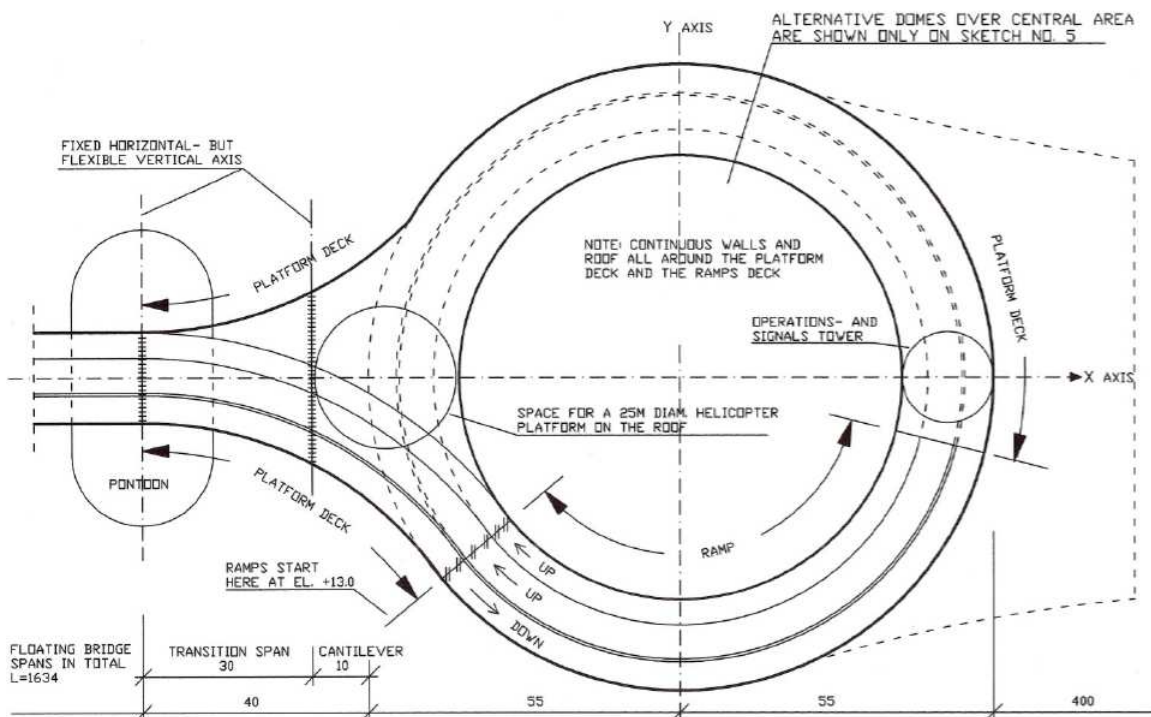 ALTERNATIVE DOMES OVER CENTRAL AREA
ARE SHOWN ONLY ON SKETCH NO. 5
Y AXIS
FIXED HORIZONTAL- BUT
FLEXIBLE VERTICAL AXIS
PLATFORM DECK
NOTE: CONTINUOUS WALLS AND
ROOF ALL AROUND THE PLATFORM
DECK AND THE RAMPS DECK
PLATFORM DECK
OPERATIONS- AND
SIGNALS TOWER
X AXIS
SPACE FOR A 25M DIAM. HELICOPTER
PLATFORM ON THE ROOF
PONTOON
PLATFORM DECK
RAMP
UP
UP
DOWN
RAMPS START
HERE AT EL. +13.0
FLOATING BRIDGE
SPANS IN TOTAL
L=1634
TRANSITION SPAN
30
CANTILEVER
10
40
55
55
400